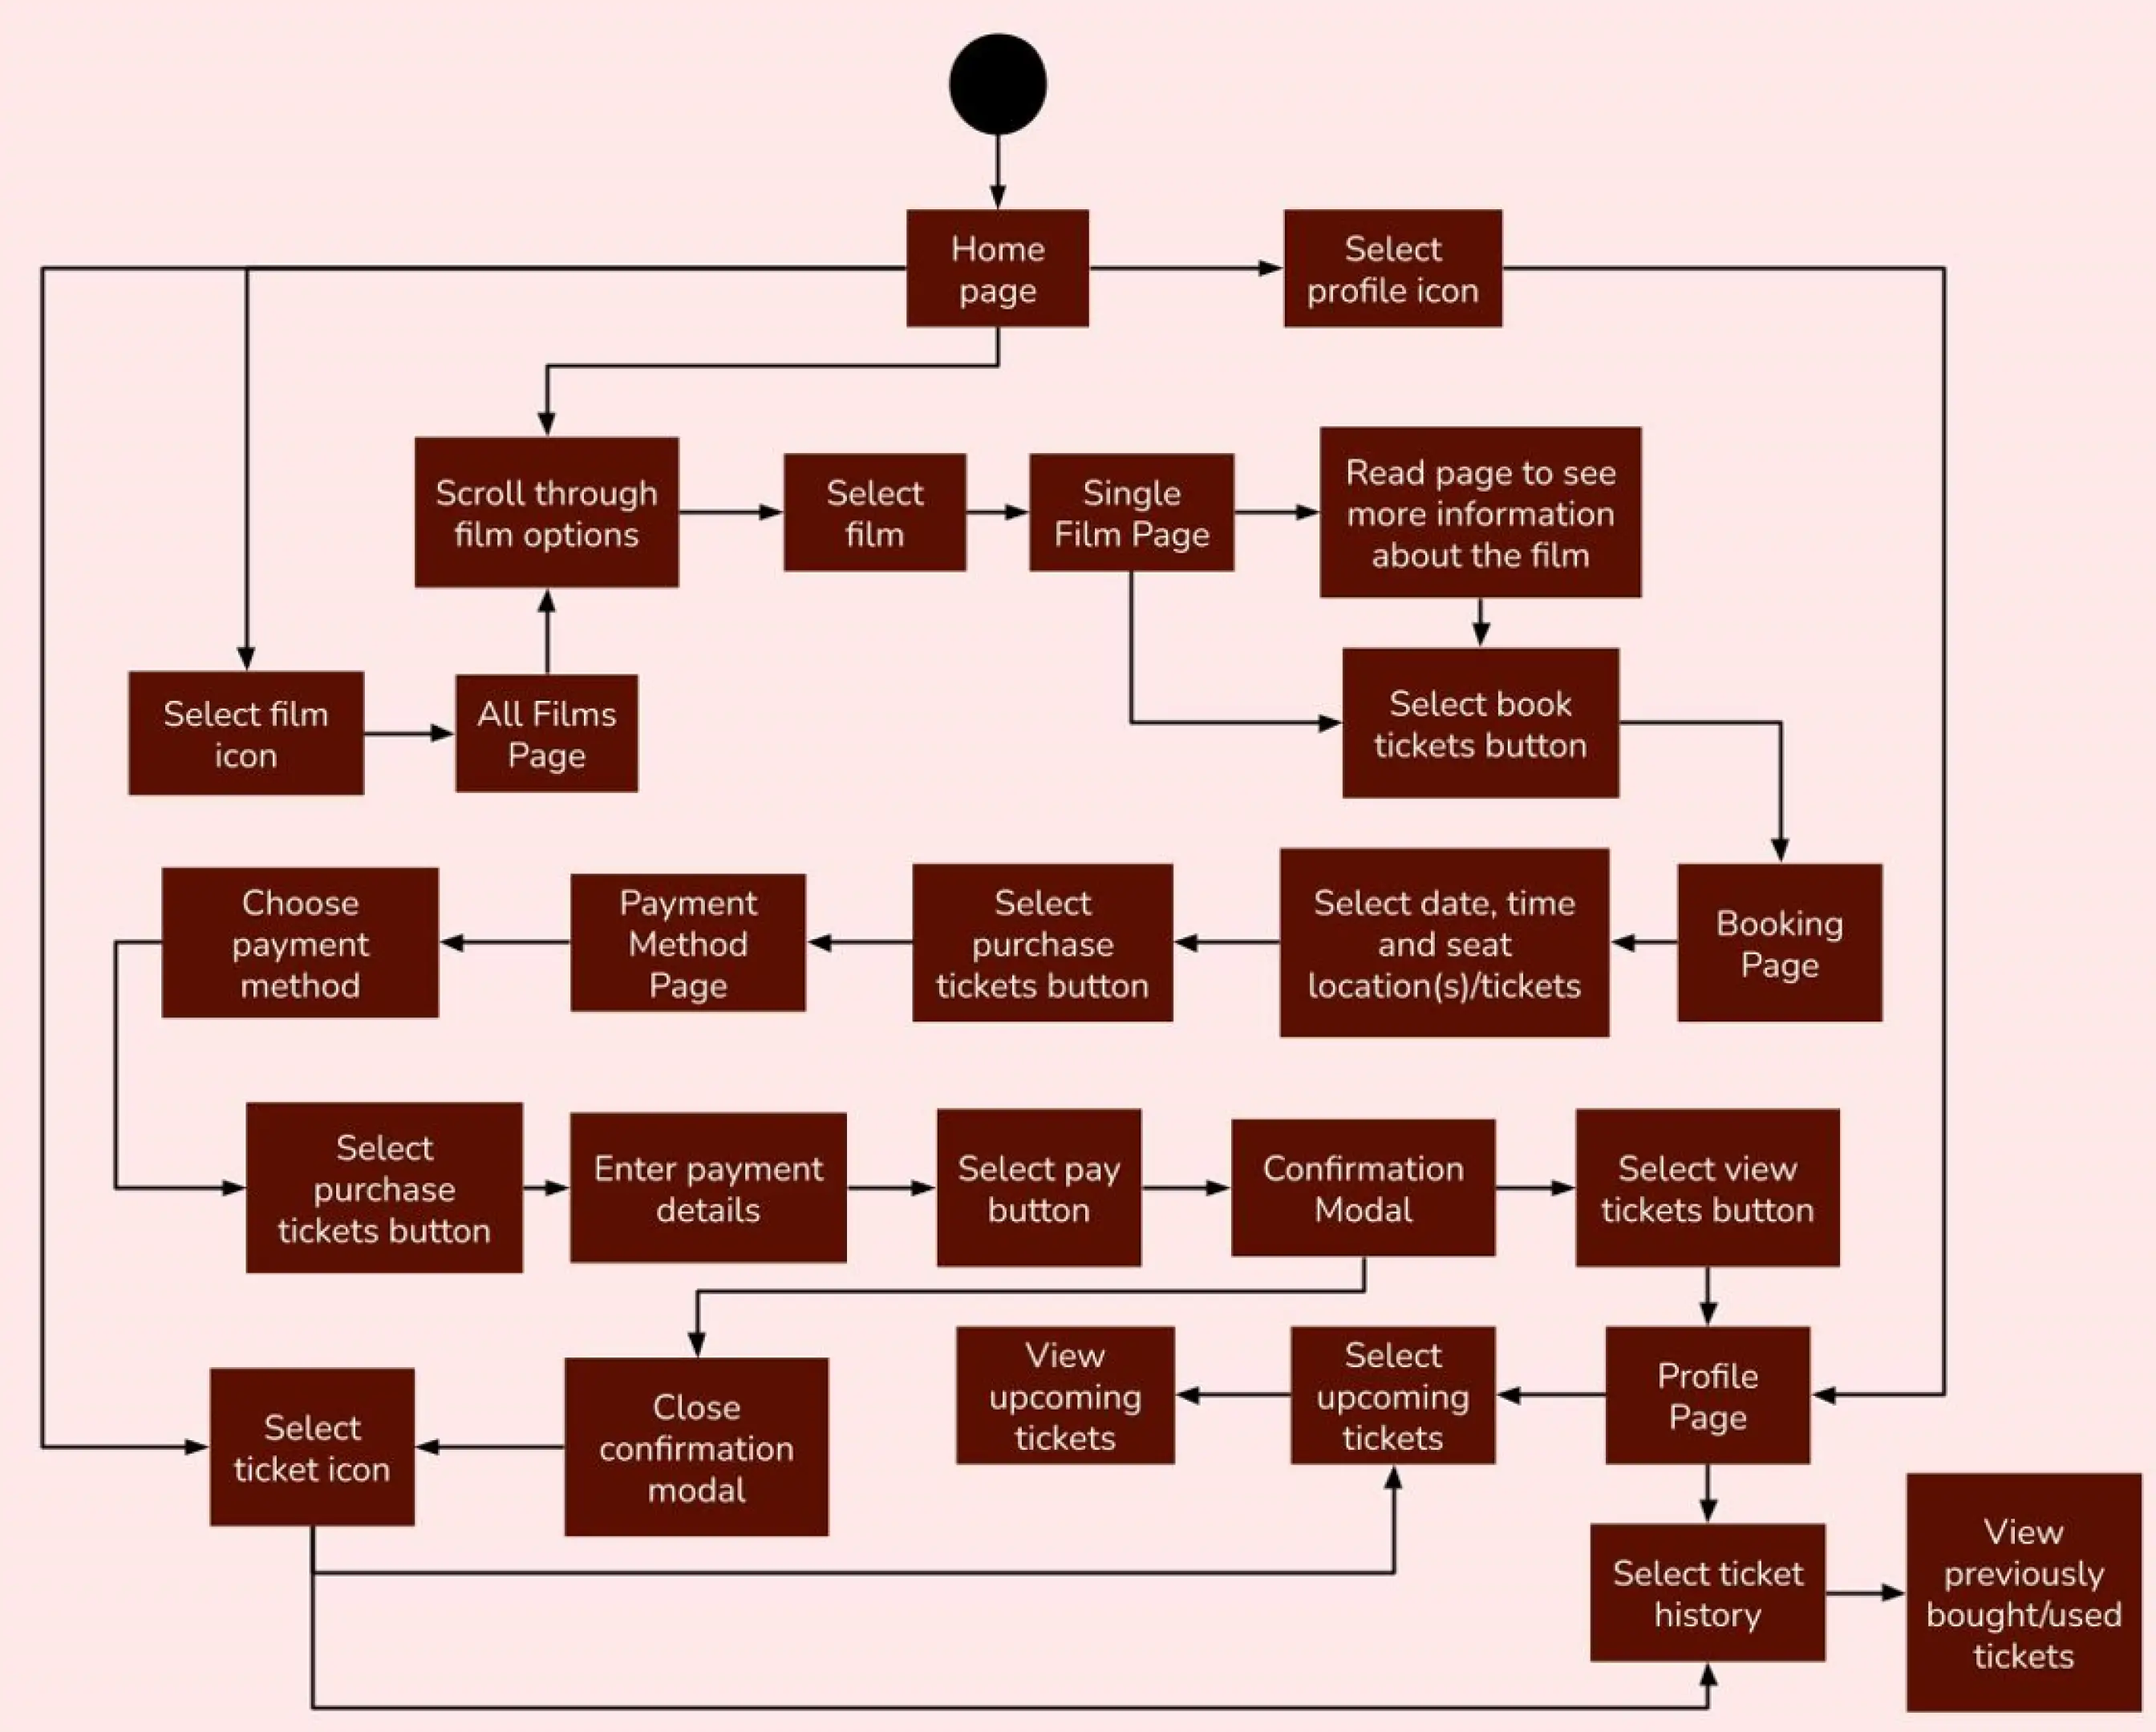 Home
page
Select
profile icon
Scroll through
film options
Select
film
Single
Film Page
Read page to see
more information
about the film
Select film
icon
All Films
Page
Select book
tickets button
Choose
payment
method
Payment
Method
Page
Select
purchase
tickets button
Select date, time
and seat
location(s)/tickets
Booking
Page
Select
purchase
tickets button
Enter payment
details
Select pay
button
Confirmation
Modal
Select view
tickets button
Select
ticket icon
Close
confirmation
modal
View
upcoming
tickets
Select
upcoming
tickets
Profile
Page
Select ticket
history
View
previously
bought/used
tickets